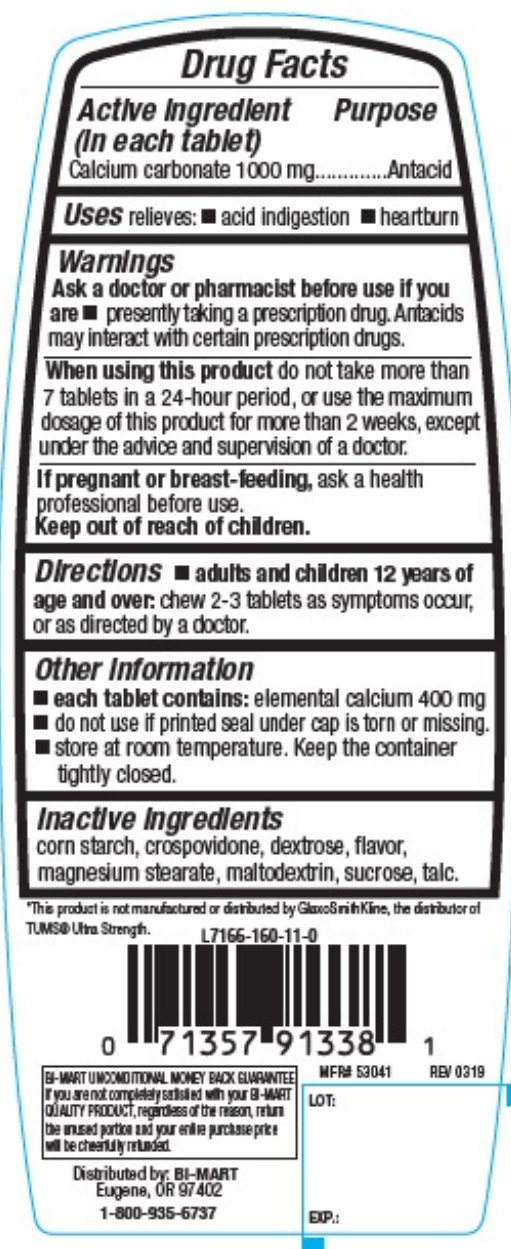 Drug Facts
Active Ingredient Purpose
(in each tablet)
Calcium carbonate 1000 mg.............Antacid
Uses relieves: ■ acid indigestion ■ heartburn
Warnings
Ask a doctor or pharmacist before use if you
are ■ presently taking a prescription drug. Antacids
may interact with certain prescription drugs.
When using this product do not take more than
7 tablets in a 24-hour period, or use the maximum
dosage of this product for more than 2 weeks, except
under the advice and supervision of a doctor.
If pregnant or breast-feeding, ask a health
professional before use.
Keep out of reach of children.
Directions ■ adults and children 12 years of
age and over: chew 2-3 tablets as symptoms occur,
or as directed by a doctor.
Other Information
■ each tablet contains: elemental calcium 400 mg
■ do not use if printed seal under cap is torn or missing.
■ store at room temperature. Keep the container
tightly closed.
Inactive Ingredients
corn starch, crospovidone, dextrose, flavor,
magnesium stearate, maltodextrin, sucrose, talc.
*This product is not manufactured or distributed by GlaxoSmithKline, the distributor of
TUMS® Ultra Strength.
L7166-160-11-0
0 71357 91338 1
MFR# 53041 REV 0319
BI-MART UNCONDITIONAL MONEY BACK GUARANTEE
If you are not completely satisfied with your BI-MART
QUALITY PRODUCT, regardless of the reason, return
the unused portion and your entire purchase price
will be cheerfully refunded.
LOT:
Distributed by: BI-MART
Eugene, OR 97402
1-800-935-6737
EXP.: